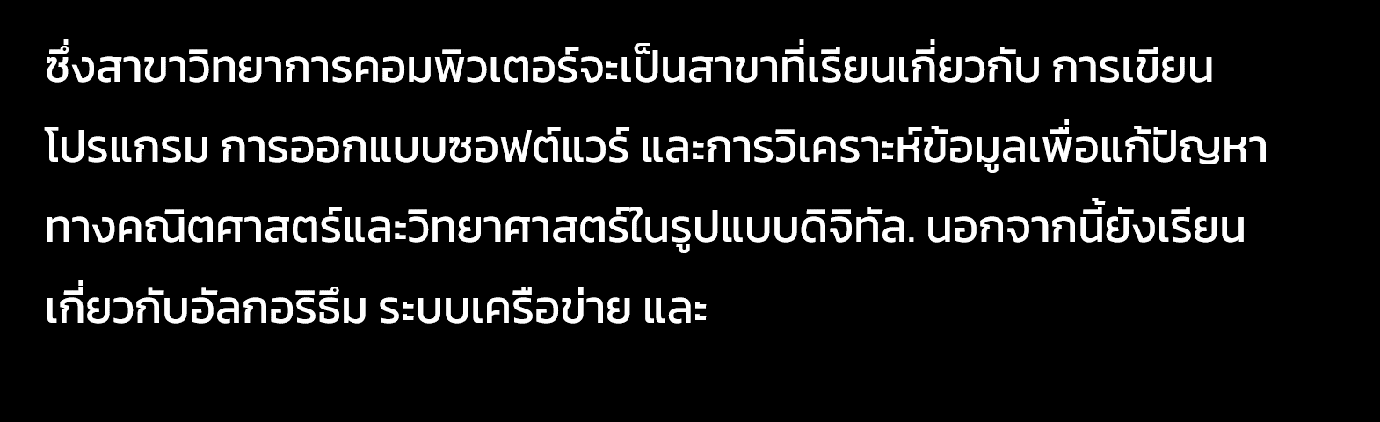 ซึ่งสาขาวิทยาการคอมพิวเตอร์จะเป็นสาขาที่เรียนเกี่ยวกับ การเขียน
โปรแกรม การออกแบบซอฟต์แวร์ และการวิเคราะห์ข้อมูลเพื่อแก้ปัญหา
ทางคณิตศาสตร์และวิทยาศาสตร์ในรูปแบบดิจิทัล. นอกจากนี้ยังเรียน
เกี่ยวกับอัลกอริธึม ระบบเครือข่าย และ